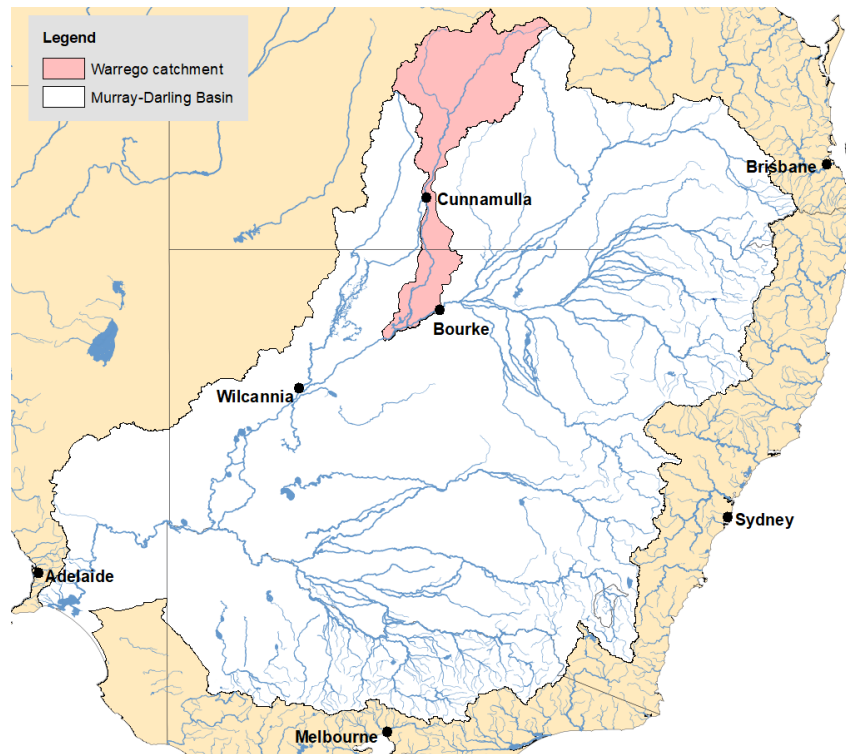 Legend
Warrego catchment
Murray-Darling Basin
Brisbane
Cunnamulla
Bourke
Wilcannia
Sydney
Adelaide
Melbourne